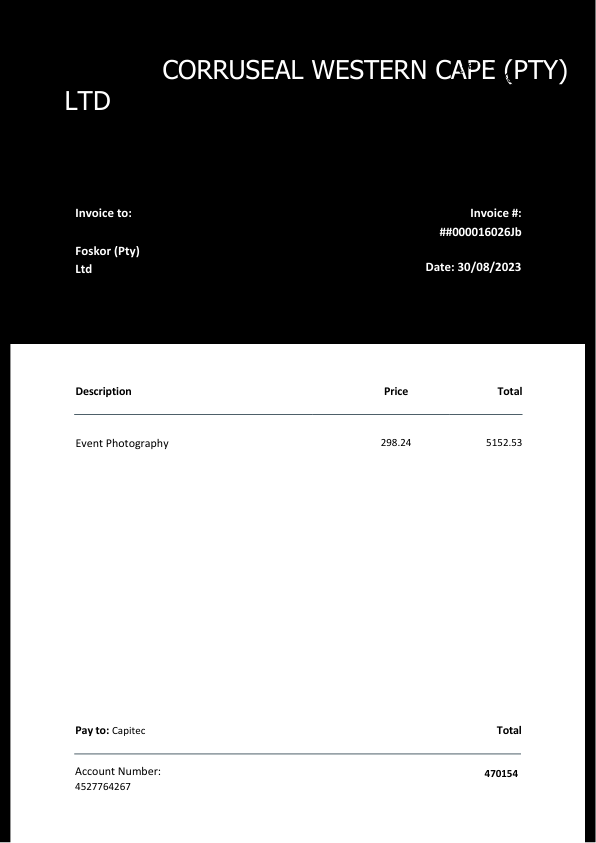 CORRUSEAL WESTERN CAPE (PTY)
LTD
Invoice to:
Invoice #:
##000016026Jb
Foskor (Pty)
Ltd
Date: 30/08/2023
Description Price Total
Event Photography 298.24 5152.53
Pay to: Capitec Total
Account Number:
4527764267
470154